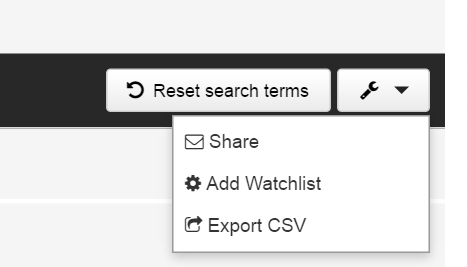 Reset search terms
Share
Add Watchlist
Export CSV